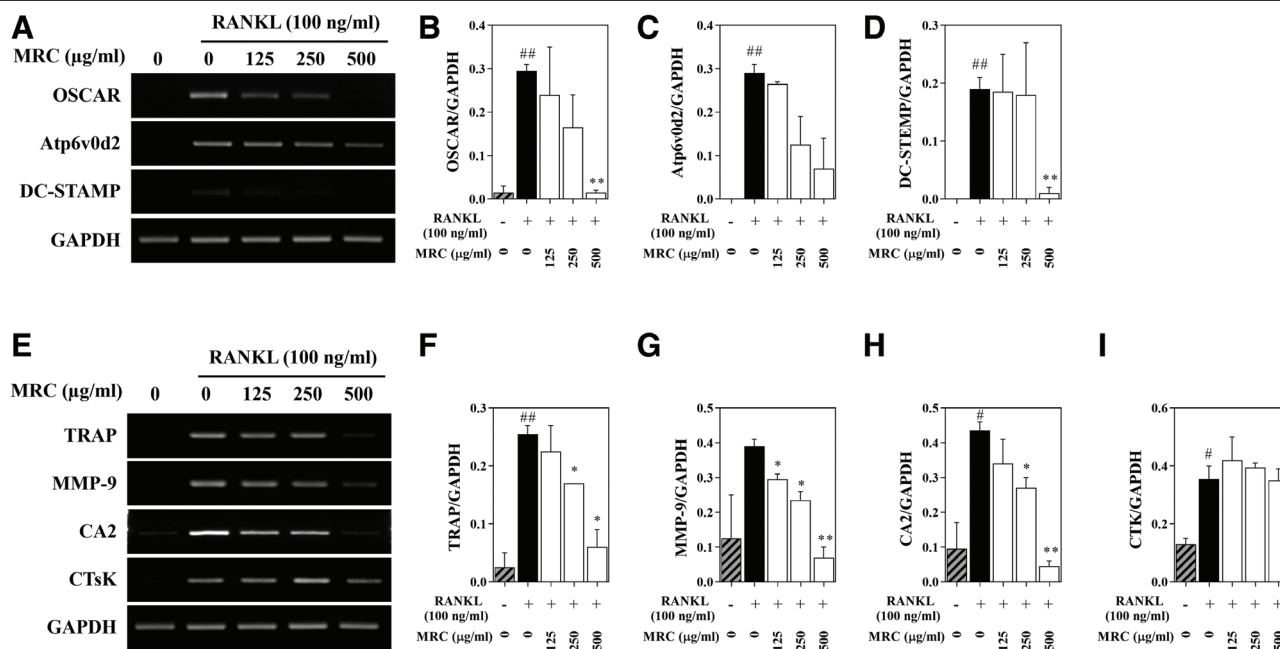 A
RANKL (100 ng/ml)
MRC (μg/ml) 0 0 125 250 500
OSCAR
Atp6v0d2
DC-STAMP
GAPDH
B
OSCAR/GAPDH
0.4
0.3
0.2
0.1
0.0
##
**
RANKL - + + + +
(100 ng/ml)
MRC (μg/ml) 0 0 125 250 500
C
Atp6v0d2/GAPDH
0.4
0.3
0.2
0.1
0.0
##
RANKL - + + + +
(100 ng/ml)
MRC (μg/ml) 0 0 125 250 500
D
DC-STEMP/GAPDH
0.3
0.2
0.1
0.0
##
**
RANKL - + + + +
(100 ng/ml)
MRC (μg/ml) 0 0 125 250 500
E
RANKL (100 ng/ml)
MRC (μg/ml) 0 0 125 250 500
TRAP
MMP-9
CA2
CTsK
GAPDH
F
TRAP/GAPDH
0.3
0.2
0.1
0.0
##
*
*
RANKL - + + + +
(100 ng/ml)
MRC (μg/ml) 0 0 125 250 500
G
MMP-9/GAPDH
0.5
0.4
0.3
0.2
0.1
0.0
*
*
**
RANKL - + + + +
(100 ng/ml)
MRC (μg/ml) 0 0 125 250 500
H
CA2/GAPDH
0.5
0.4
0.3
0.2
0.1
0.0
#
*
**
RANKL - + + + +
(100 ng/ml)
MRC (μg/ml) 0 0 125 250 500
I
CTK/GAPDH
0.6
0.4
0.2
0.0
#
RANKL - + + + +
(100 ng/ml)
MRC (μg/ml) 0 0 125 250 500